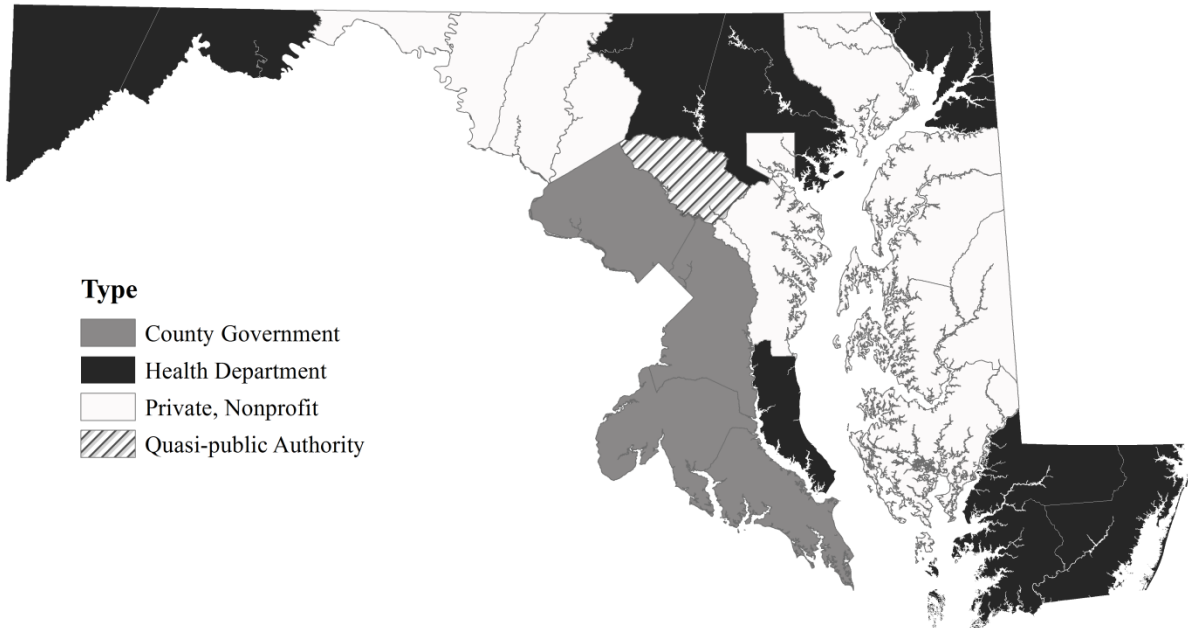 Type
County Government
Health Department
Private, Nonprofit
Quasi-public Authority